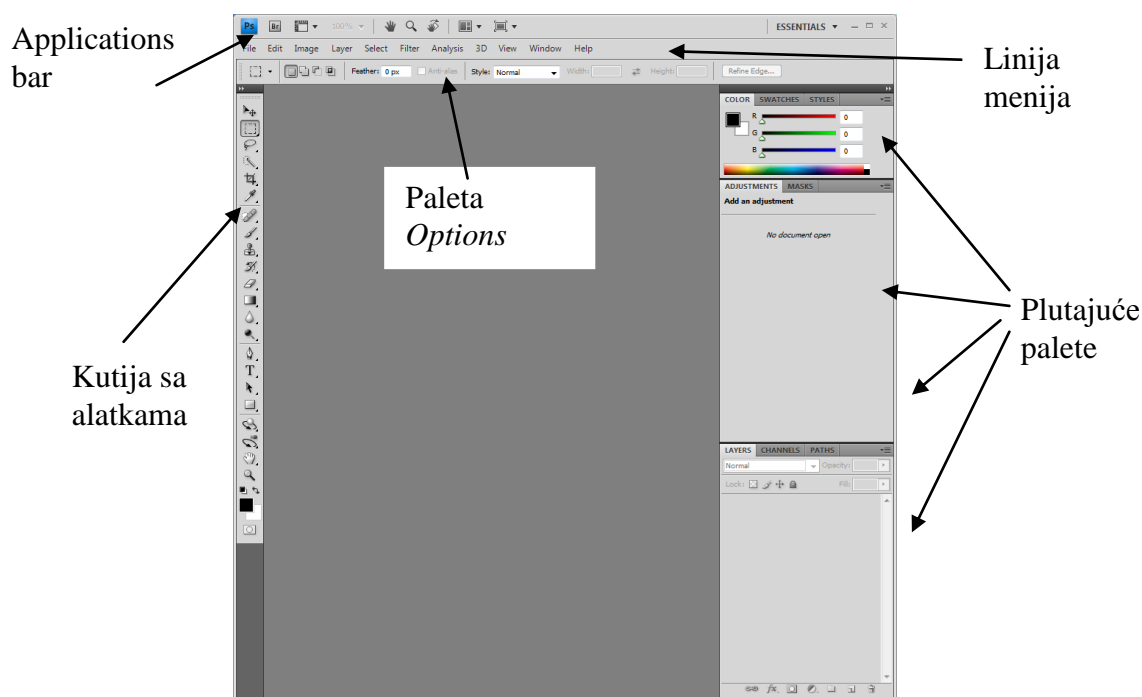 Applications
bar
Ps Br 100% ESSENTIALS
File Edit Image Layer Select Filter Analysis 3D View Window Help
Feather: 0 px Anti-alias Style: Normal Width: Height: Refine Edge...
Linija
menija
COLOR SWATCHES STYLES
R 0
G 0
B 0
ADJUSTMENTS MASKS
Add an adjustment
No document open
Paleta
Options
Kutija sa
alatkama
T
Plutajuće
palete
LAYERS CHANNELS PATHS
Normal Opacity:
Lock: Fill:
fx.